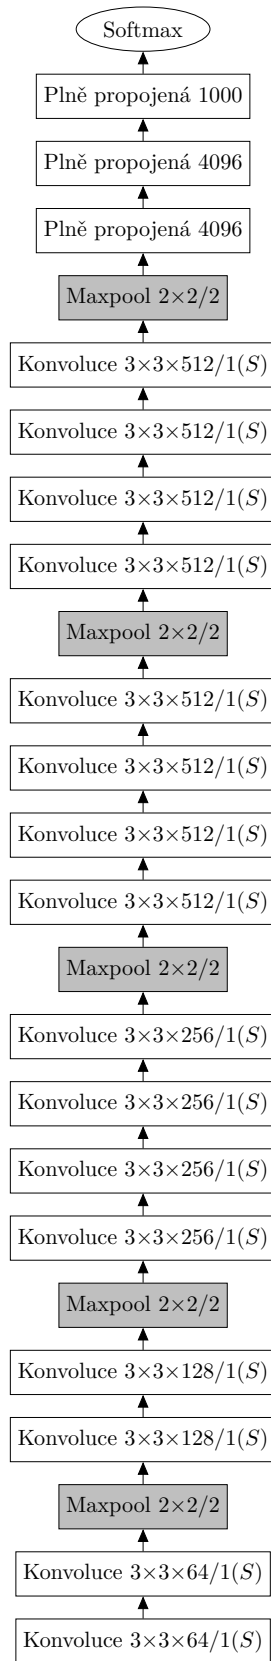 Softmax
Plně propojená 1000
Plně propojená 4096
Plně propojená 4096
Maxpool 2×2/2
Konvoluce 3×3×512/1(S)
Konvoluce 3×3×512/1(S)
Konvoluce 3×3×512/1(S)
Konvoluce 3×3×512/1(S)
Maxpool 2×2/2
Konvoluce 3×3×512/1(S)
Konvoluce 3×3×512/1(S)
Konvoluce 3×3×512/1(S)
Konvoluce 3×3×512/1(S)
Maxpool 2×2/2
Konvoluce 3×3×256/1(S)
Konvoluce 3×3×256/1(S)
Konvoluce 3×3×256/1(S)
Konvoluce 3×3×256/1(S)
Maxpool 2×2/2
Konvoluce 3×3×128/1(S)
Konvoluce 3×3×128/1(S)
Maxpool 2×2/2
Konvoluce 3×3×64/1(S)
Konvoluce 3×3×64/1(S)